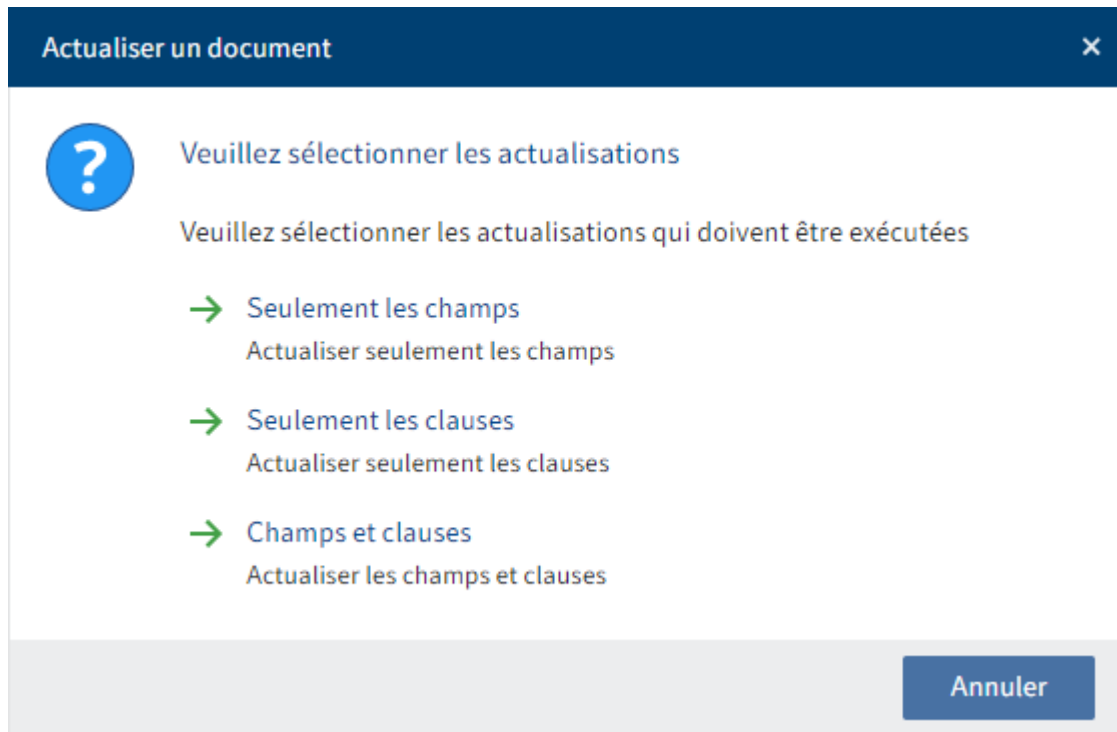 Actualiser un document
Veuillez sélectionner les actualisations
Veuillez sélectionner les actualisations qui doivent être exécutées
Seulement les champs
Actualiser seulement les champs
Seulement les clauses
Actualiser seulement les clauses
Champs et clauses
Actualiser les champs et clauses
Annuler